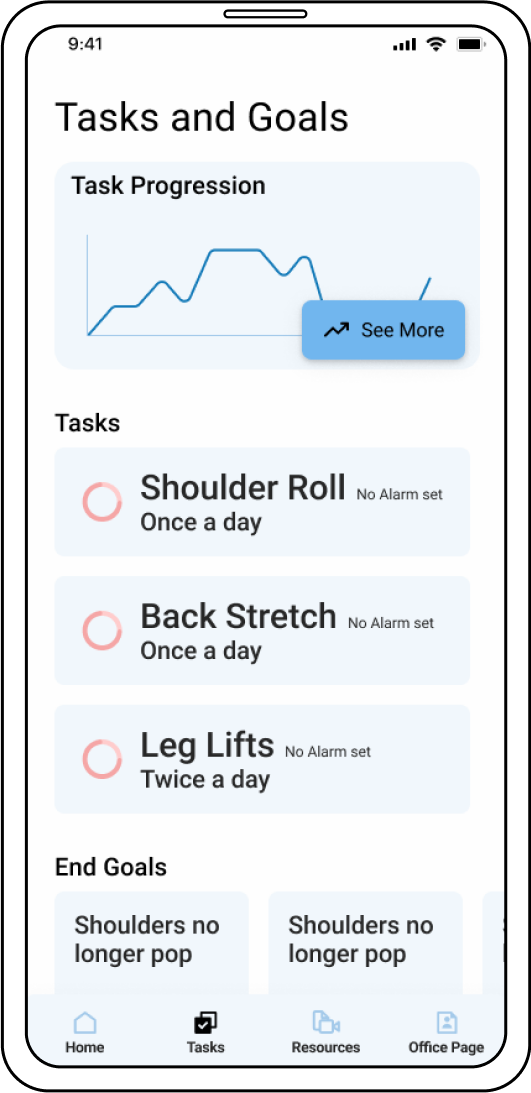 9:41
Tasks and Goals
Task Progression
See More
Tasks
Shoulder Roll No Alarm set
Once a day
Back Stretch No Alarm set
Once a day
Leg Lifts No Alarm set
Twice a day
End Goals
Shoulders no
longer pop
Shoulders no
longer pop
Home
Tasks
Resources
Office Page